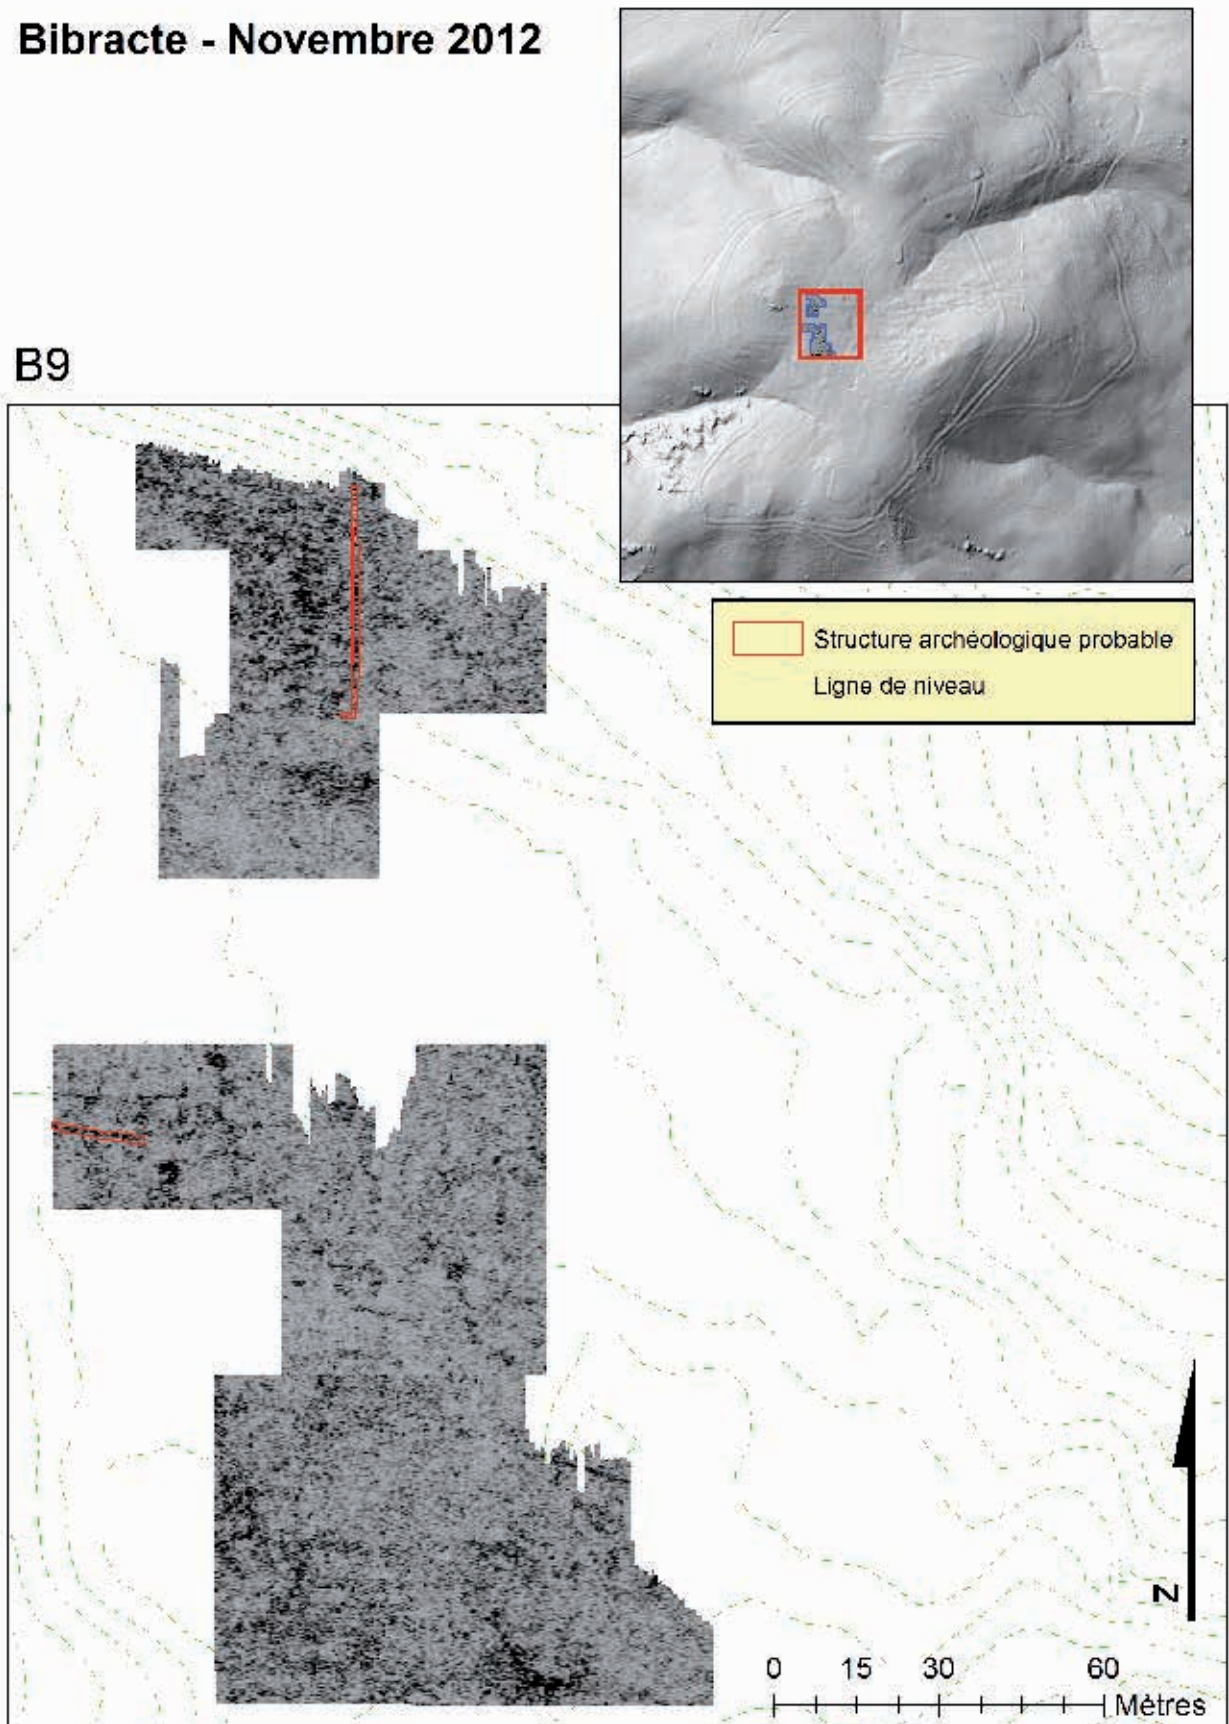 Bibracte - Novembre 2012
B9
Structure archéologique probable
Ligne de niveau
N
0 15 30 60
Mètres